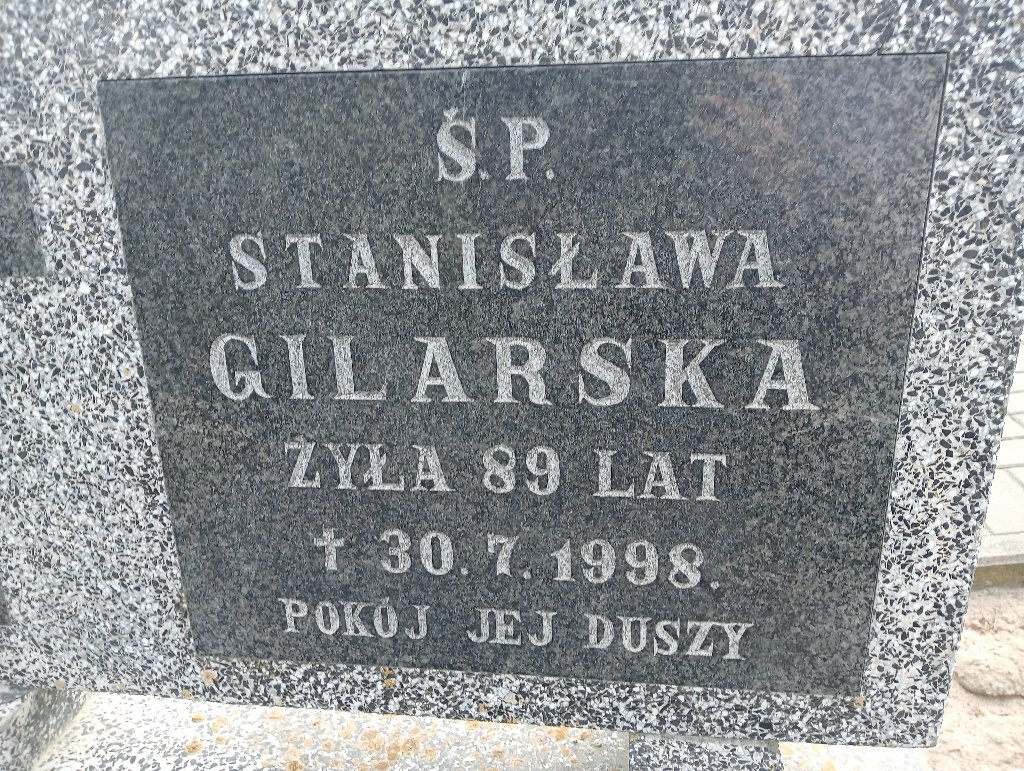 Ś.P.
STANISŁAWA
GILARSKA
ŻYŁA 89 LAT
✝ 30.7.1998.
POKÓJ JEJ DUSZY